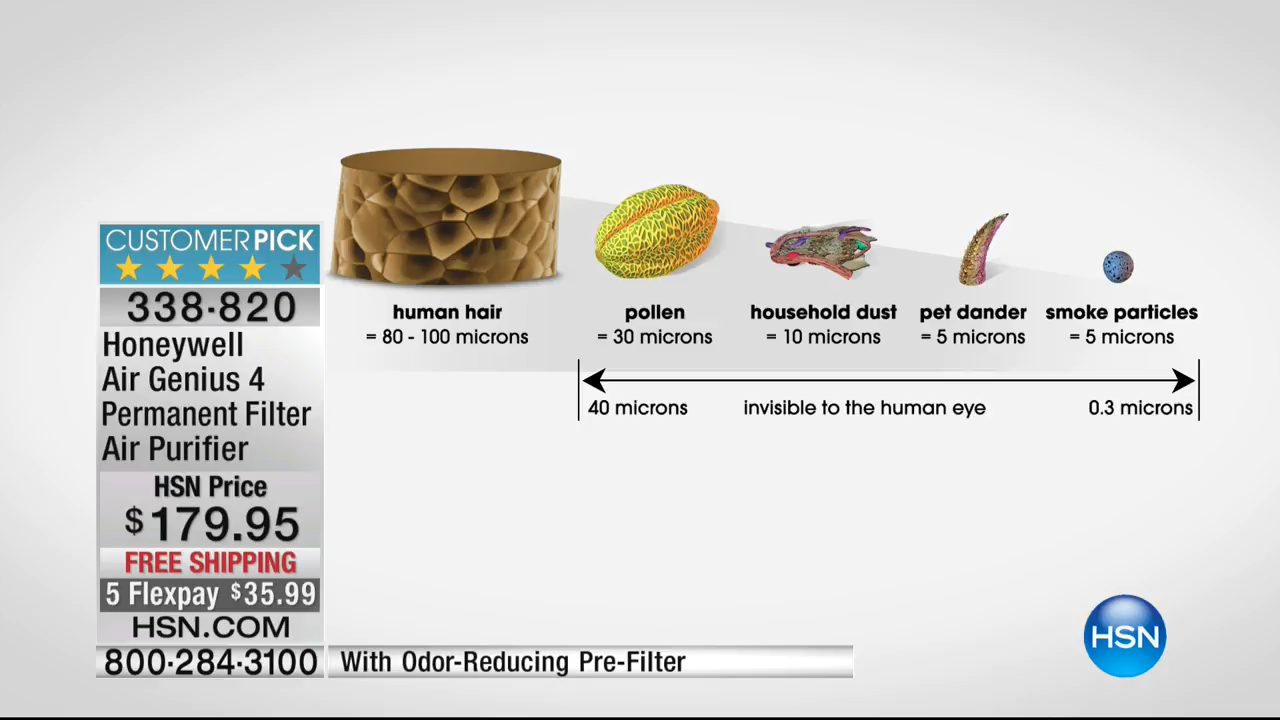 CUSTOMER PICK
338-820
Honeywell
Air Genius 4
Permanent Filter
Air Purifier
HSN Price
$179.95
FREE SHIPPING
5 Flexpay $35.99
HSN.COM
800·284·3100
human hair
= 80 - 100 microns
pollen
= 30 microns
household dust
= 10 microns
pet dander
= 5 microns
smoke particles
= 5 microns
40 microns
invisible to the human eye
0.3 microns
With Odor-Reducing Pre-Filter
HSN